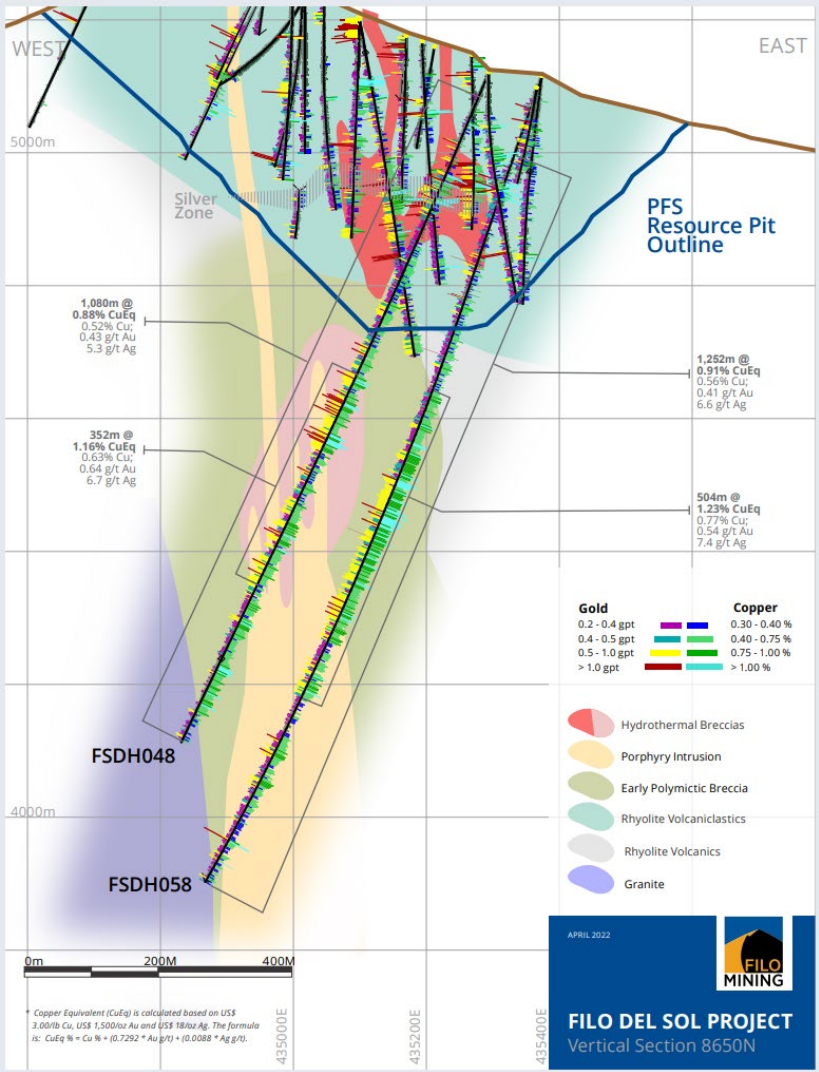 WEST
EAST
5000m
Silver
Zone
PFS
Resource Pit
Outline
1,080m @
0.88% CuEq
0.52% Cu;
0.43 g/t Au
5.3 g/t Ag
1,252m @
0.91% CuEq
0.56% Cu;
0.41 g/t Au
6.6 g/t Ag
352m @
1.16% CuEq
0.63% Cu;
0.64 g/t Au
6.7 g/t Ag
504m @
1.23% CuEq
0.77% Cu;
0.54 g/t Au
7.4 g/t Ag
Gold Copper
0.2 - 0.4 gpt 0.30 - 0.40 %
0.4 - 0.5 gpt 0.40 - 0.75 %
0.5 - 1.0 gpt 0.75 - 1.00 %
> 1.0 gpt > 1.00 %
Hydrothermal Breccias
Porphyry Intrusion
Early Polymictic Breccia
Rhyolite Volcaniclastics
Rhyolite Volcanics
Granite
FSDH048
4000m
FSDH058
0m 200M 400M
* Copper Equivalent (CuEq) is calculated based on US$
3.00/lb Cu, US$ 1,500/oz Au and US$ 18/oz Ag. The formula
is: CuEq % = Cu % + (0.7292 * Au g/t) + (0.0088 * Ag g/t).
435000E
435200E
435400E
APRIL 2022
FILO
MINING
FILO DEL SOL PROJECT
Vertical Section 8650N